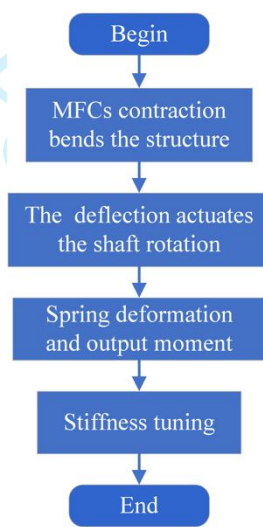 Begin
MFCs contraction
bends the structure
The deflection actuates
the shaft rotation
Spring deformation
and output moment
Stiffness tuning
End